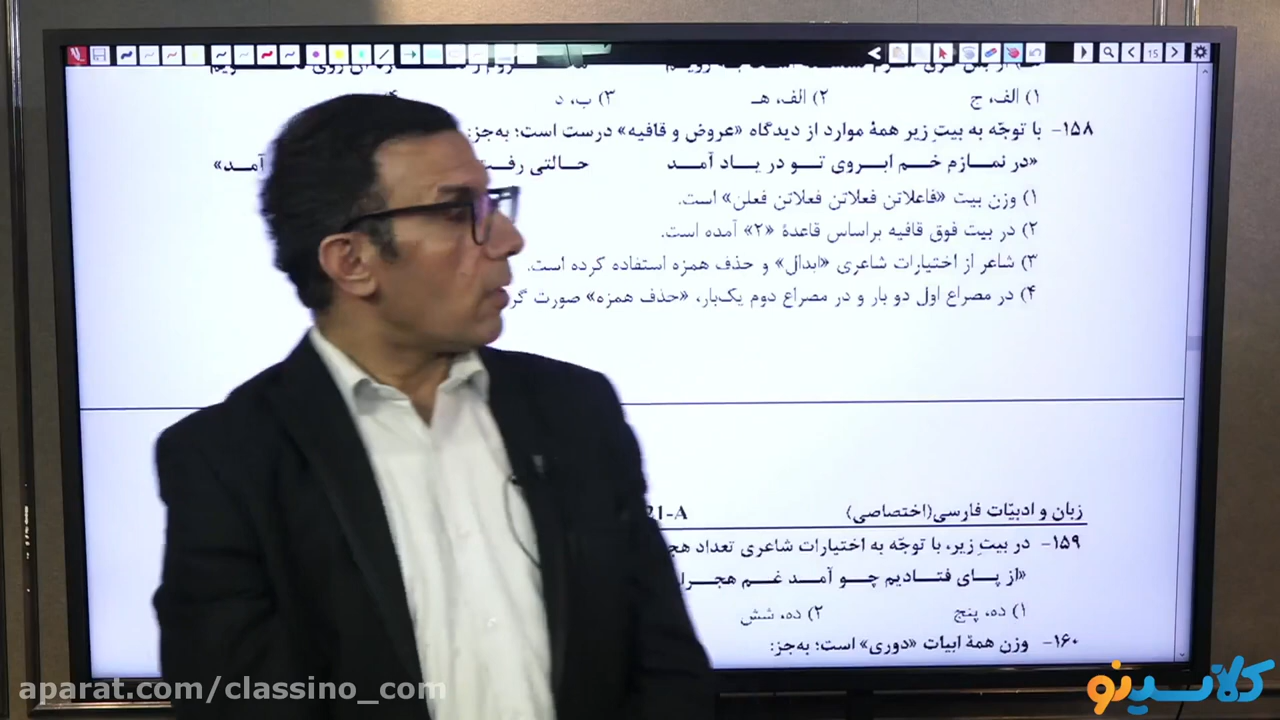 15
۱) الف، ج ۲) الف، هـ ۳) ب، د
۱۵۸- با توجّه به بیتِ زیر همهٔ موارد از دیدگاه «عروض و قافیه» درست است؛ به‌جز:
«در نمازم خم ابروی تو در یاد آمد حالتی رفت آمد»
۱) وزن بیت «فاعلاتن فعلاتن فعلاتن فعلن» است.
۲) در بیت فوق قافیه براساس قاعدهٔ «۲» آمده است.
۳) شاعر از اختیارات شاعری «ابدال» و حذف همزه استفاده کرده است.
۴) در مصراع اول دو بار و در مصراع دوم یک‌بار، «حذف همزه» صورت
زبان و ادبیّات فارسی(اختصاصی) 21-A
۱۵۹- در بیتِ زیر، با توجّه به اختیارات شاعری تعداد
«از پای فتادیم چو آمد غم
۱) ده، پنج ۲) ده، شش
۱۶۰- وزن همهٔ ابیات «دوری» است؛ به‌جز:
aparat.com/classino_com
کلاسینو